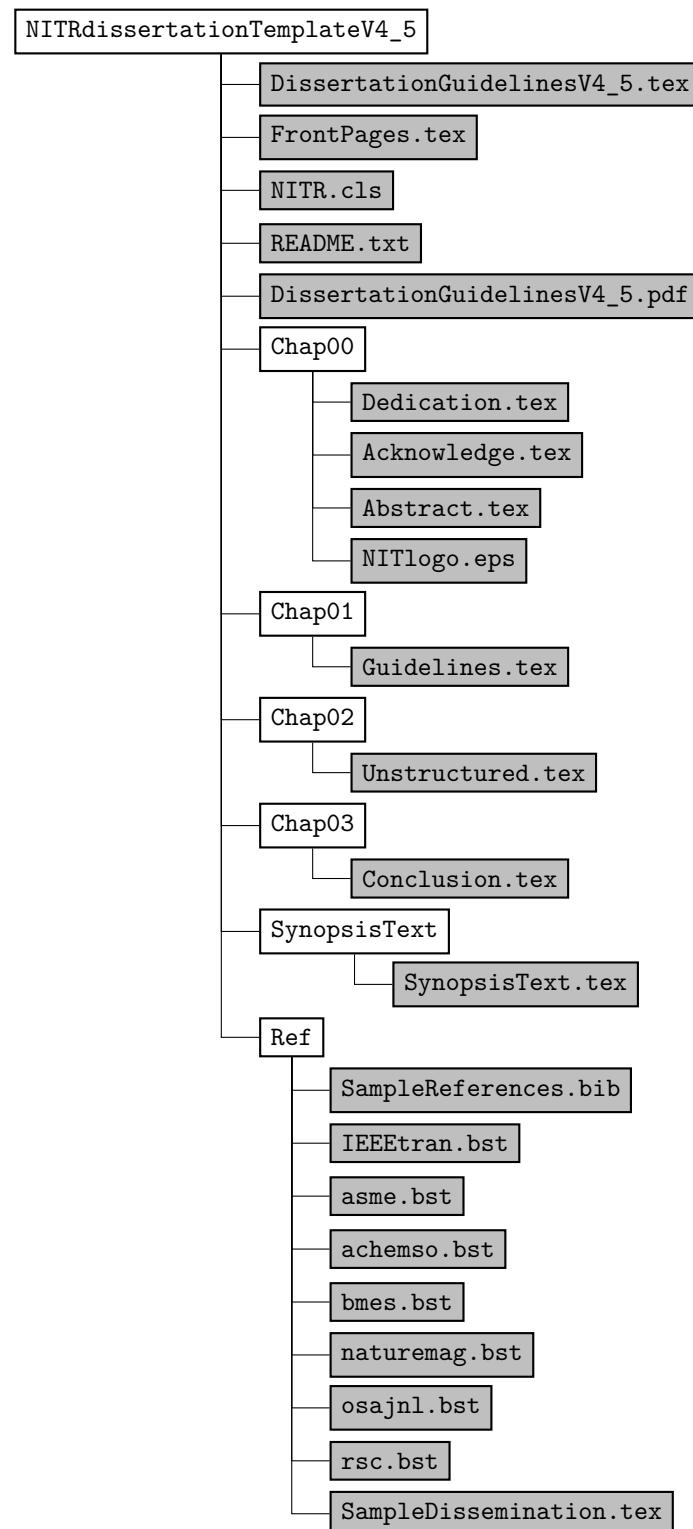 NITRdissertationTemplateV4_5
DissertationGuidelinesV4_5.tex
FrontPages.tex
NITR.cls
README.txt
DissertationGuidelinesV4_5.pdf
Chap00
Dedication.tex
Acknowledge.tex
Abstract.tex
NITlogo.eps
Chap01
Guidelines.tex
Chap02
Unstructured.tex
Chap03
Conclusion.tex
SynopsisText
SynopsisText.tex
Ref
SampleReferences.bib
IEEEtran.bst
asme.bst
achemso.bst
bmes.bst
naturemag.bst
osajnl.bst
rsc.bst
SampleDissemination.tex